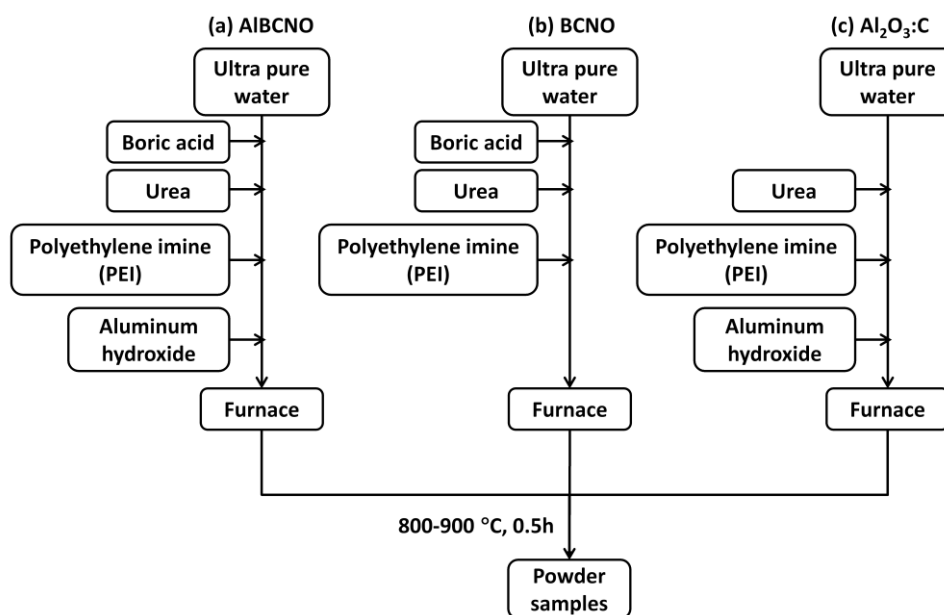 (a) AlBCNO
Ultra pure
water
Boric acid
Urea
Polyethylene imine
(PEI)
Aluminum
hydroxide
Furnace
(b) BCNO
Ultra pure
water
Boric acid
Urea
Polyethylene imine
(PEI)
Furnace
(c) Al₂O₃:C
Ultra pure
water
Urea
Polyethylene imine
(PEI)
Aluminum
hydroxide
Furnace
800-900 °C, 0.5h
Powder
samples